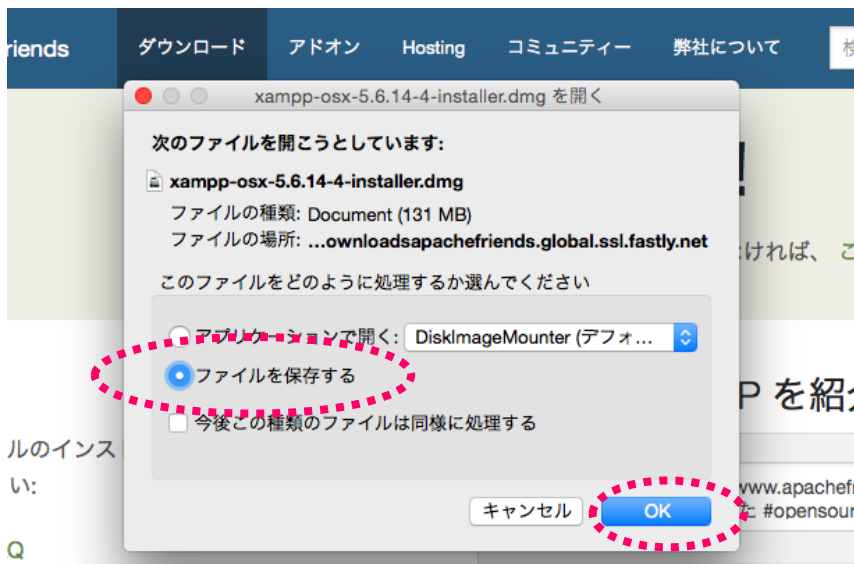 riends ダウンロード アドオン Hosting コミュニティー 弊社について 検
xampp-osx-5.6.14-4-installer.dmg を開く
次のファイルを開こうとしています:
xampp-osx-5.6.14-4-installer.dmg
ファイルの種類: Document (131 MB)
ファイルの場所: ...ownloadsapachefriends.global.ssl.fastly.net
!
ければ、 こ
このファイルをどのように処理するか選んでください
アプリケーションで開く: DiskImageMounter (デフォ...
ファイルを保存する
P を紹介
今後この種類のファイルは同様に処理する
ルのインス
い:
キャンセル OK
www.apachefr
た #opensour
Q